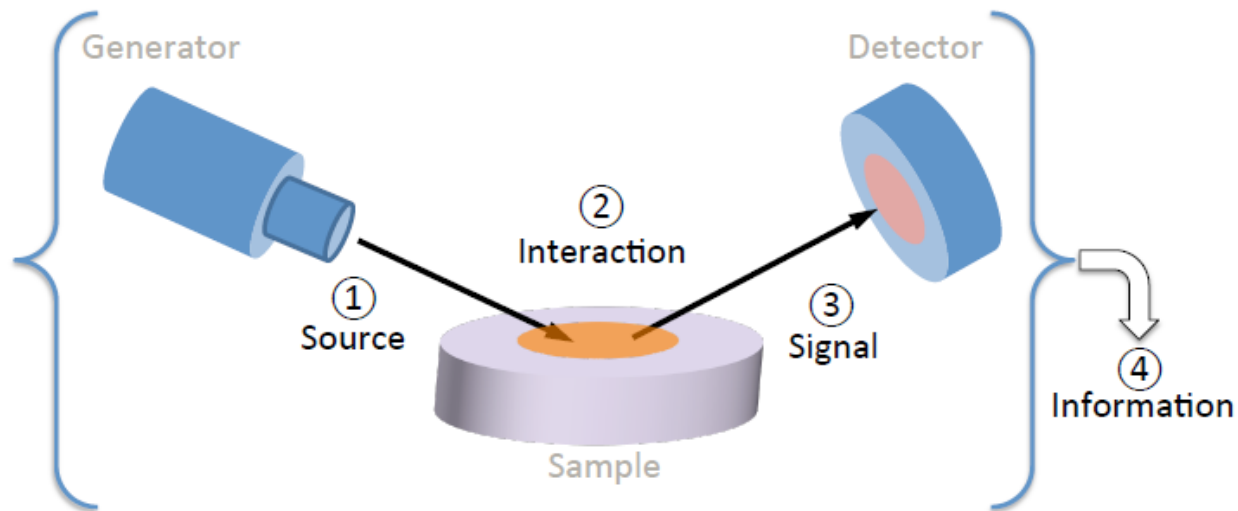 Generator
Detector
② 
Interaction
①
Source
③
Signal
④
Information
Sample